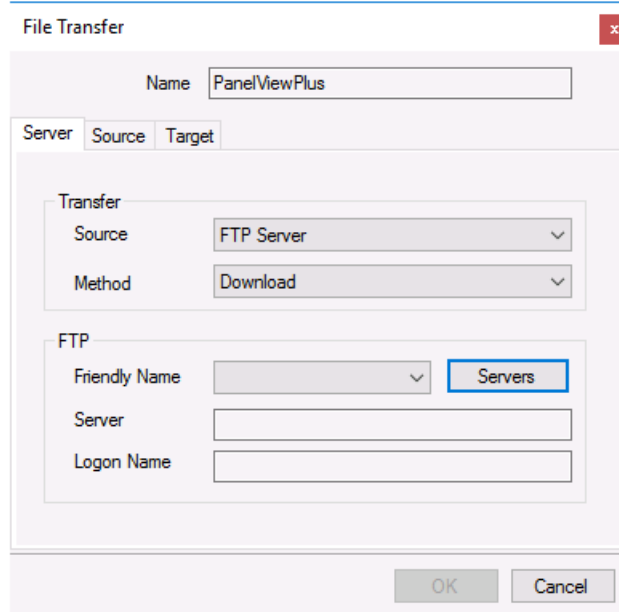 File Transfer x
Name PanelViewPlus
Server Source Target
Transfer
Source FTP Server
Method Download
FTP
Friendly Name Servers
Server
Logon Name
OK Cancel